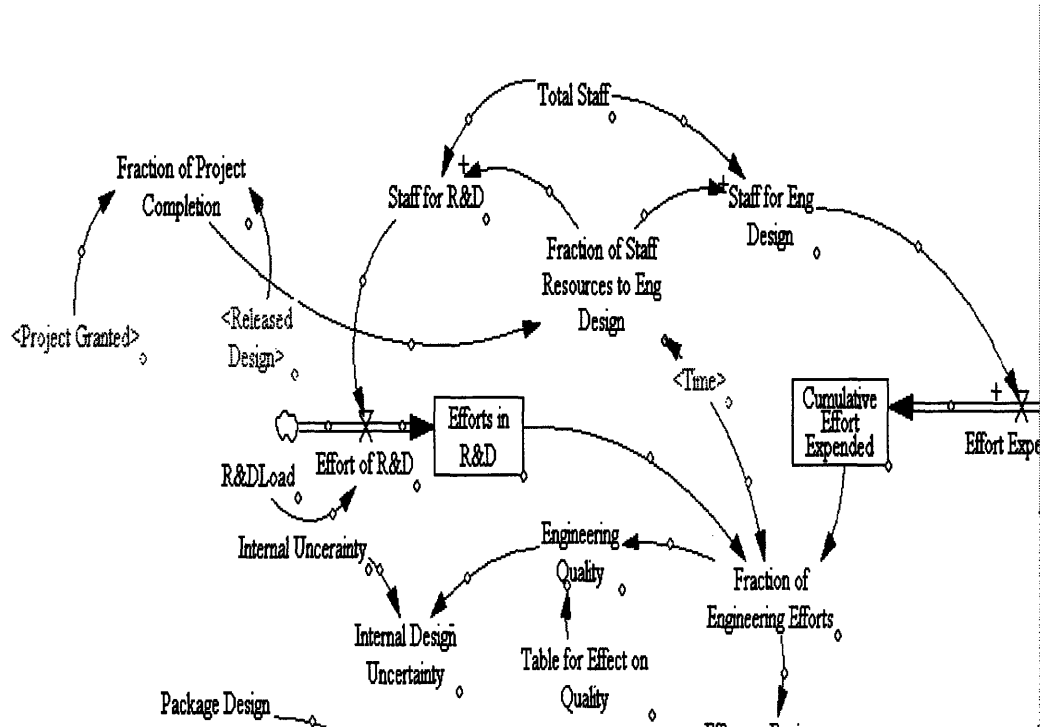 Total Staff
Fraction of Project
Completion
+
Staff for R&D
+
Staff for Eng
Design
Fraction of Staff
Resources to Eng
Design
<Project Granted>
<Released
Design>
<Time>
Cumulative
Effort
Expended
+
Effort Expe
Efforts in
R&D
Effort of R&D
R&DLoad
Internal Uncerainty
Engineering
Quality
Fraction of
Engineering Efforts
Internal Design
Uncertainty
-
Table for Effect on
Quality
Package Design